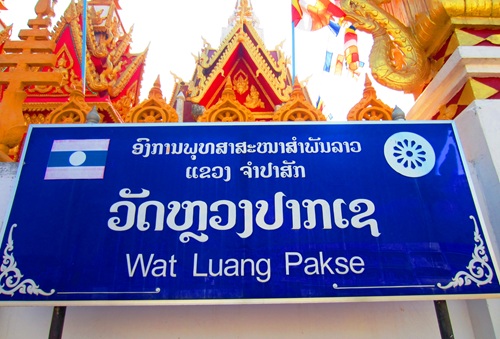 ອົງການພຸທສາສະໜາສຳພັນລາວ
ແຂວງ ຈຳປາສັກ
ວັດຫຼວງປາກເຊ
Wat Luang Pakse